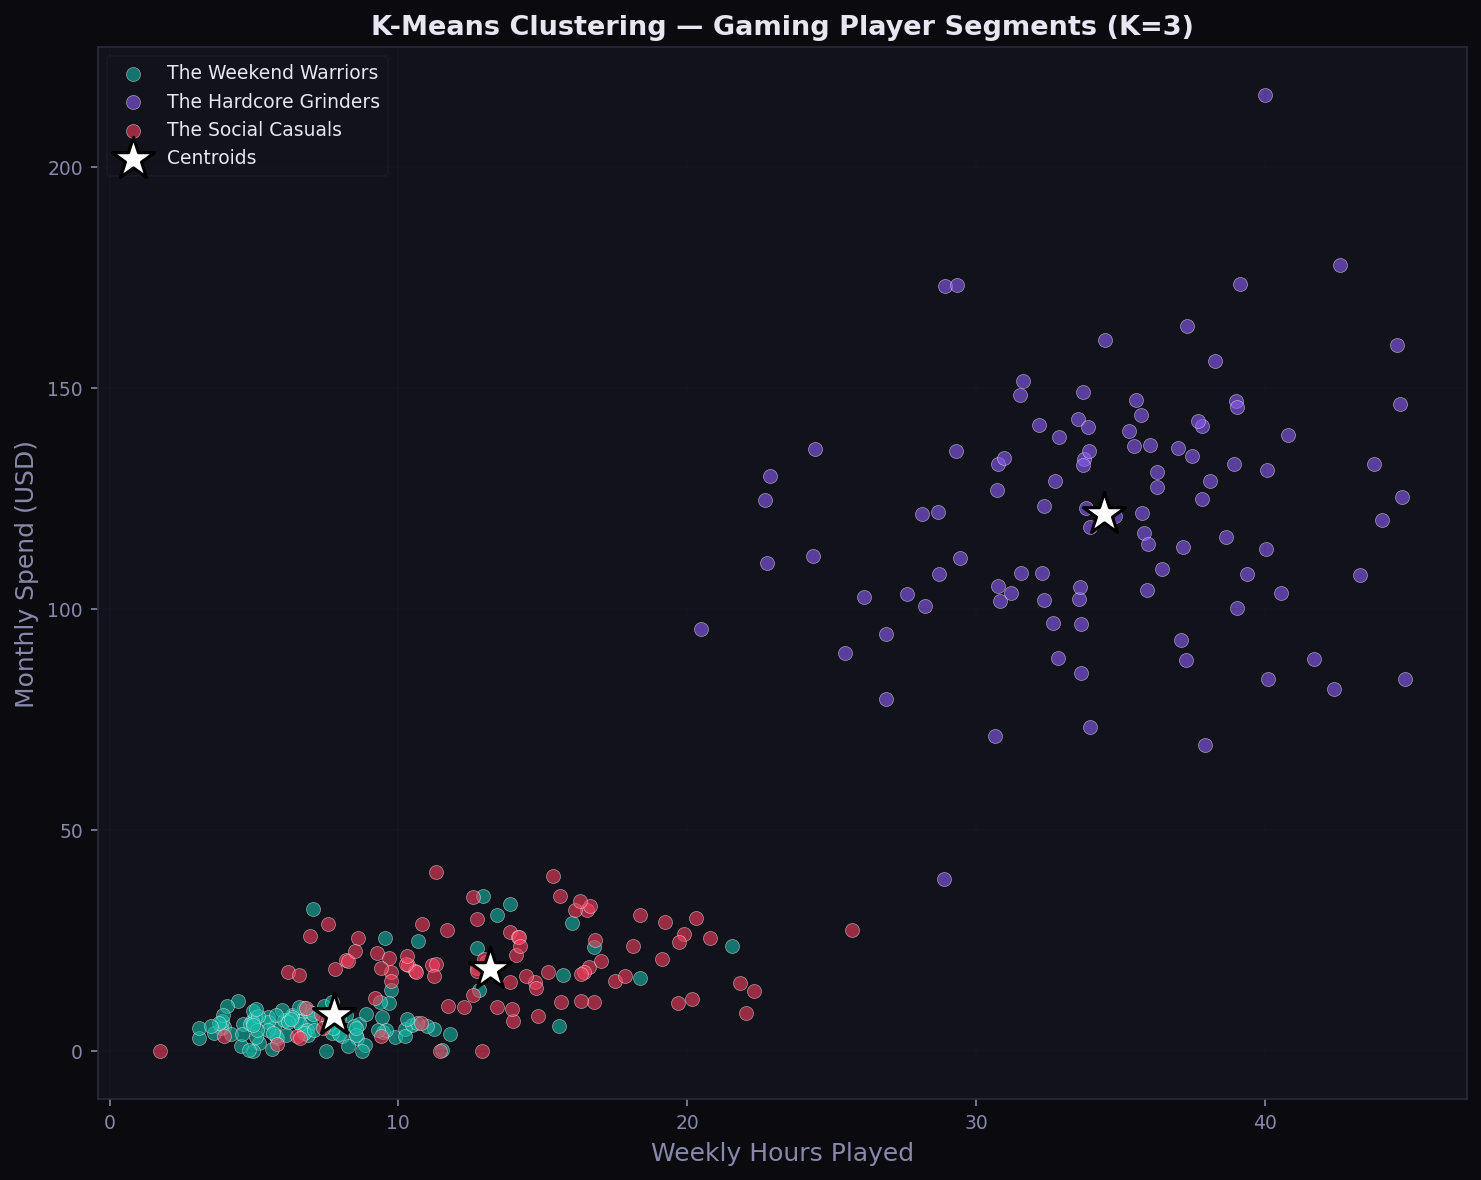 K-Means Clustering — Gaming Player Segments (K=3)
The Weekend Warriors
The Hardcore Grinders
The Social Casuals
Centroids
Monthly Spend (USD)
200
150
100
50
0
0 10 20 30 40
Weekly Hours Played